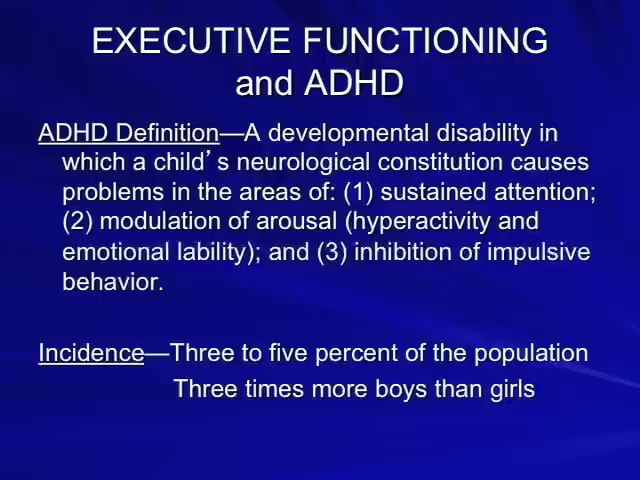 EXECUTIVE FUNCTIONING
and ADHD
ADHD Definition—A developmental disability in
which a child’s neurological constitution causes
problems in the areas of: (1) sustained attention;
(2) modulation of arousal (hyperactivity and
emotional lability); and (3) inhibition of impulsive
behavior.
Incidence—Three to five percent of the population
Three times more boys than girls